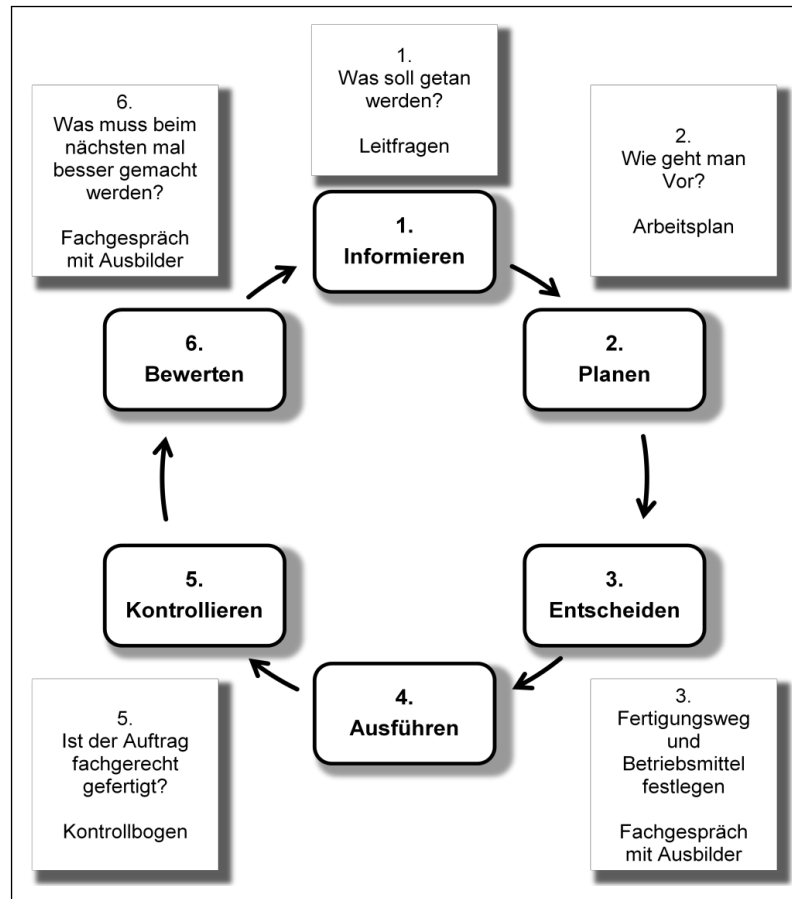 1.
Was soll getan
werden?
Leitfragen
1.
Informieren
2.
Wie geht man
Vor?
Arbeitsplan
2.
Planen
3.
Entscheiden
3.
Fertigungsweg
und
Betriebsmittel
festlegen
Fachgespräch
mit Ausbilder
4.
Ausführen
5.
Kontrollieren
5.
Ist der Auftrag
fachgerecht
gefertigt?
Kontrollbogen
6.
Bewerten
6.
Was muss beim
nächsten mal
besser gemacht
werden?
Fachgespräch
mit Ausbilder